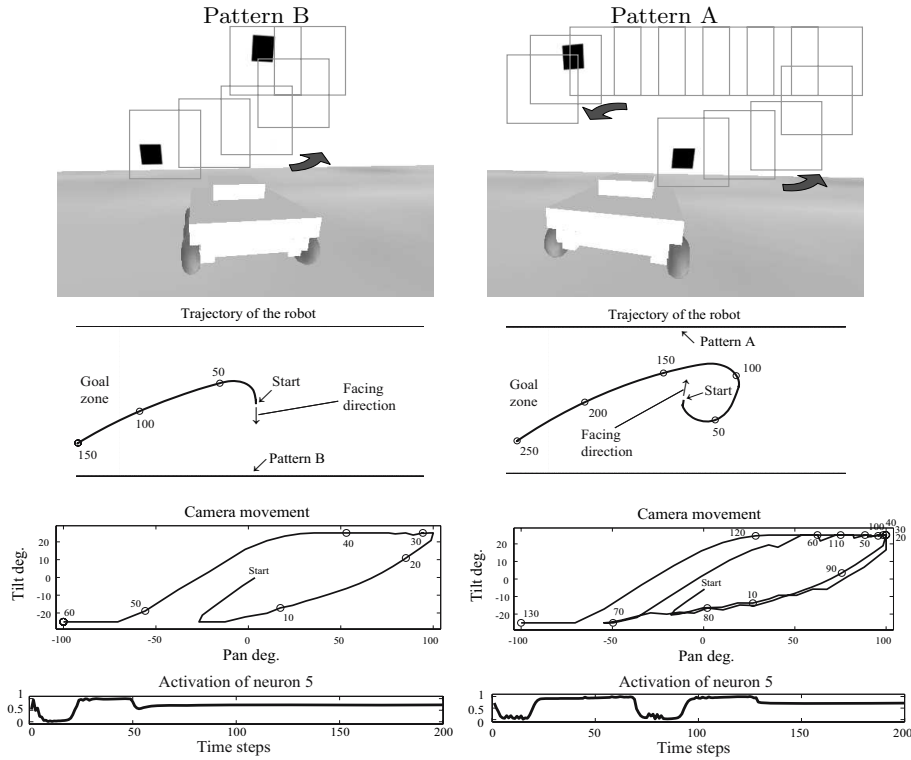 Pattern B
Pattern A
Trajectory of the robot
50
Start
Goal
zone
Facing
direction
100
150
Pattern B
Trajectory of the robot
Pattern A
150
100
Start
Goal
zone
200
50
Facing
direction
250
Camera movement
Tilt deg.
20
10
0
-10
-20
40
30
20
Start
50
10
60
-100
-50
0
50
100
Pan deg.
Camera movement
Tilt deg.
20
10
0
-10
-20
120
60
110
50
100
40
30
20
90
Start
10
70
80
130
-100
-50
0
50
100
Pan deg.
Activation of neuron 5
1
0.5
0
0
50
100
150
200
Time steps
Activation of neuron 5
1
0.5
0
0
50
100
150
200
Time steps